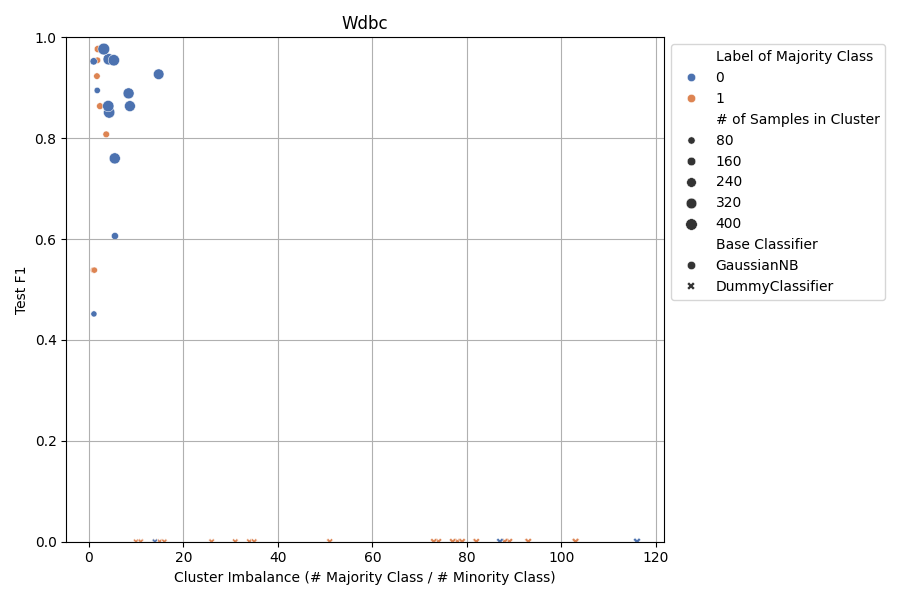 Wdbc
1.0
0.8
0.6
0.4
0.2
0.0
Test F1
0 20 40 60 80 100 120
Cluster Imbalance (# Majority Class / # Minority Class)
Label of Majority Class
0
1
# of Samples in Cluster
80
160
240
320
400
Base Classifier
GaussianNB
DummyClassifier